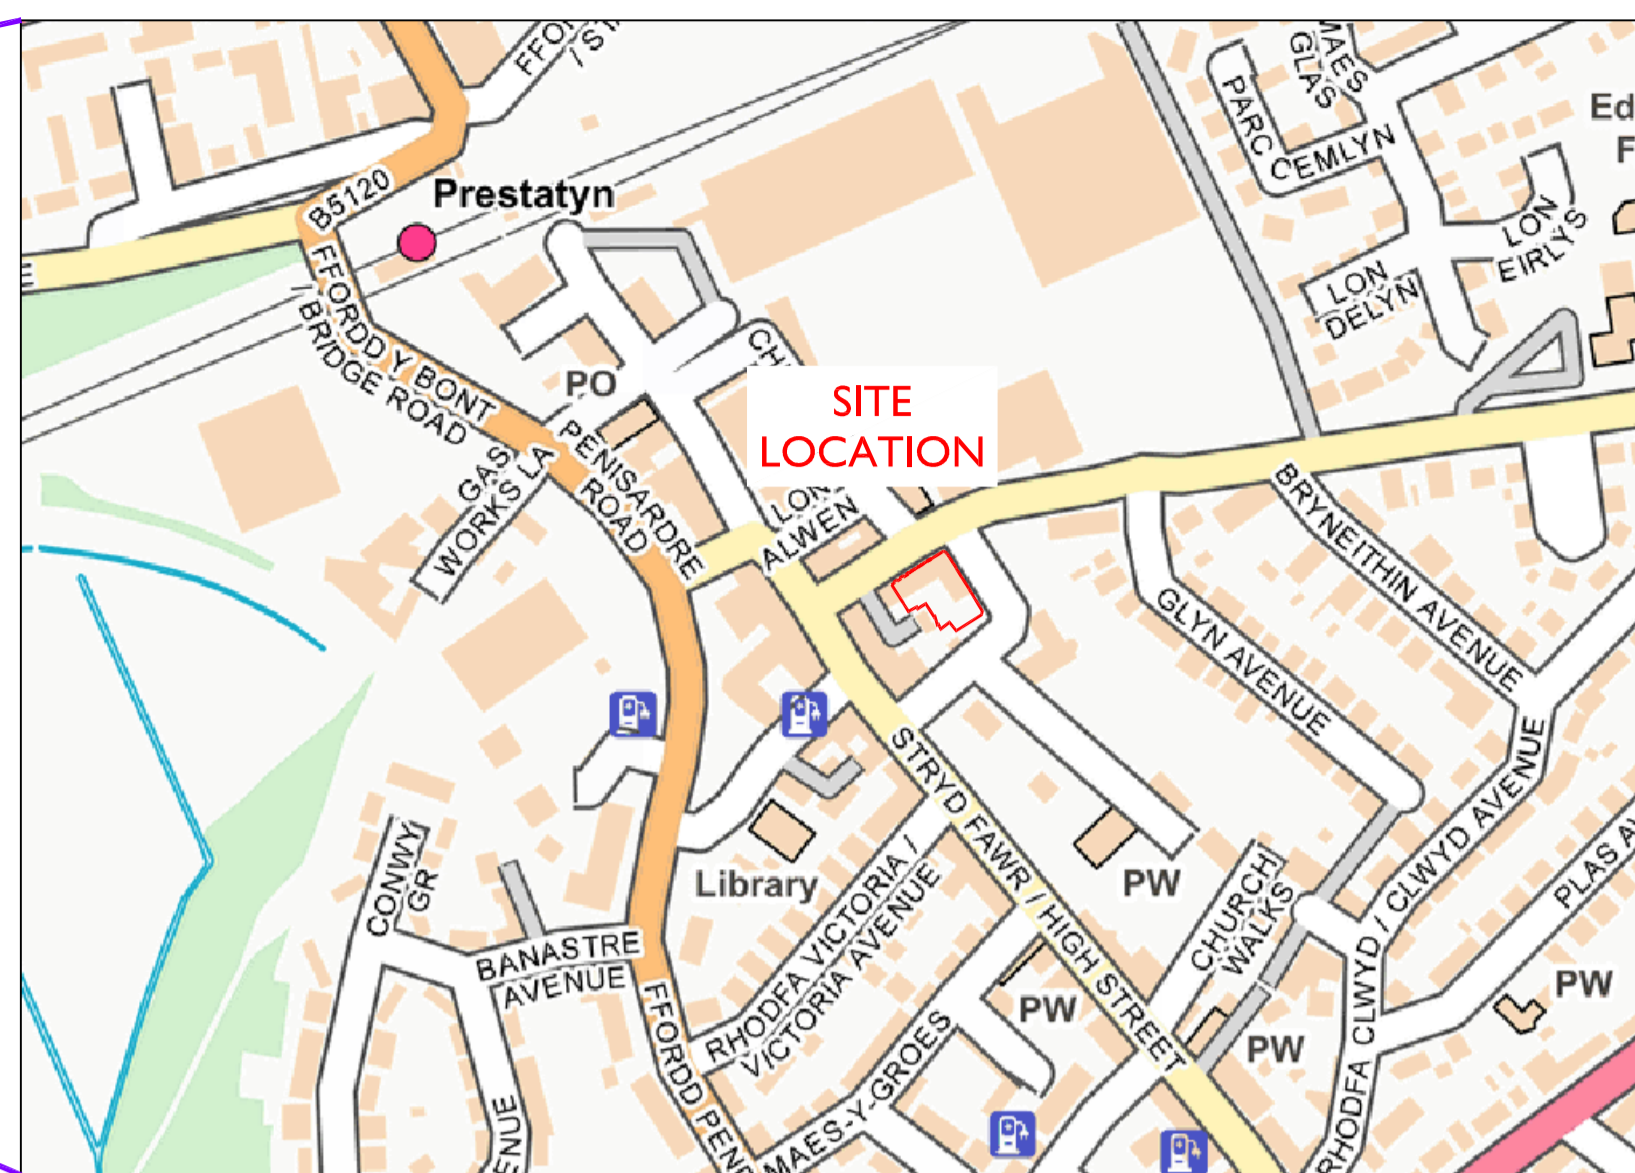 B5120
Prestatyn
FFORDD Y BONT
/ BRIDGE ROAD
PO
GAS
WORKS LA
PENISARDRE
ROAD
SITE
LOCATION
LON
ALWEN
PARC CEMLYN
MAES
GLAS
LON
EIRLYS
LON
DELYN
BRYNEITHIN AVENUE
GLYN AVENUE
STRYD FAWR / HIGH STREET
Library
PW
CONWY
GR
BANASTRE
AVENUE
RHODFA VICTORIA /
VICTORIA AVENUE
CHURCH
WALKS
RHODFA CLWYD / CLWYD AVENUE
PLAS
PW
PW
PW
MAES-Y-GROES
FFORDD